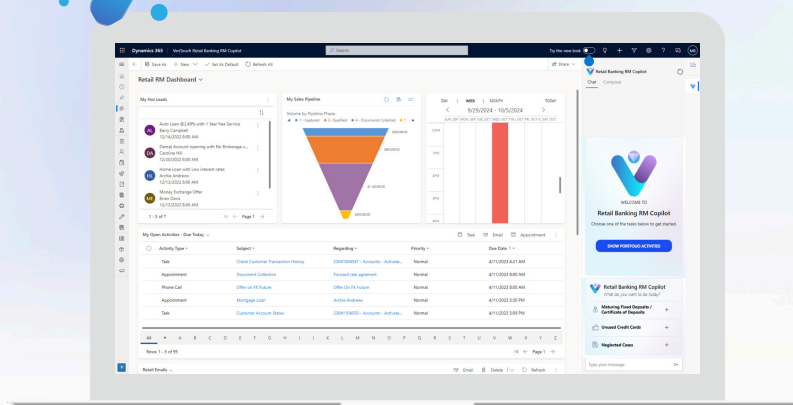 Dynamics 365 | VeriTouch Retail Banking RM Copilot
Search
Try the new look
MB
Save As
New
Set As Default
Refresh All
Share
Retail RM Dashboard
My Hot Leads
AL
Auto Loan @2.49% with 1 Year free Service
Barry Campbell
12/14/2022 8:00 AM
DA
Demat Account opening with No Brokerage c...
Caroline Hill
12/20/2022 8:00 AM
HL
Home Loan with Low interest rates
Archie Andrews
12/13/2022 8:00 AM
ME
Money Exchange Offer
Brian Davis
12/13/2022 8:00 AM
1 - 5 of 7
Page 1
My Sales Pipeline
Volume by Pipeline Phase
DAY | WEEK | MONTH
TODAY
9/29/2024 - 10/5/2024
12PM
1PM
2PM
3PM
4PM
My Open Activities - Due Today
Task
Email
Appointment
Activity Type
Subject
Regarding
Priority
Due Date
Task
Check Customer Transaction History
Normal
4/11/2023 4:21 AM
Appointment
Document Collection
Forward rate agreement
Normal
4/11/2023 8:00 AM
Phone Call
Offer on FX Future
Offer On FX Future
Normal
4/11/2023 8:00 AM
Appointment
Mortgage Loan
Archie Andrews
Normal
4/11/2023 3:30 PM
Task
Customer Account Status
Normal
4/11/2023 5:09 PM
All # A B C D E F G H I J K L M N O P Q R S T U V W X Y Z
Rows 1 - 5 of 95
Page 1
Retail Emails
Email
Delete
Refresh
Retail Banking RM Copilot
Chat
Compose
WELCOME TO
Retail Banking RM Copilot
Choose one of the tasks below to get started.
SHOW PORTFOLIO ACTIVITIES
Retail Banking RM Copilot
What do you want to do today?
Maturing Fixed Deposits /
Certificate of Deposits
Unused Credit Cards
Neglected Cases
Type your message